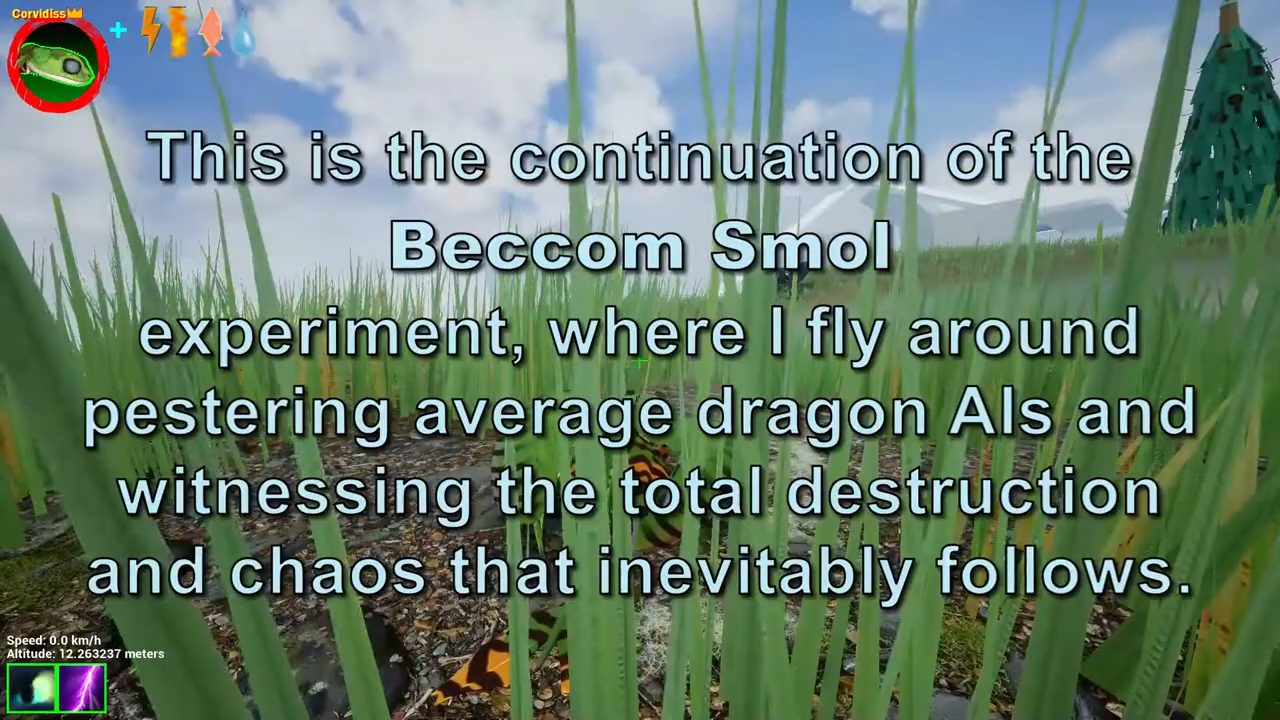 Corvidiss
This is the continuation of the
Beccom Smol
experiment, where I fly around
pestering average dragon AIs and
witnessing the total destruction
and chaos that inevitably follows.
Speed: 0.0 km/h
Altitude: 12.263237 meters